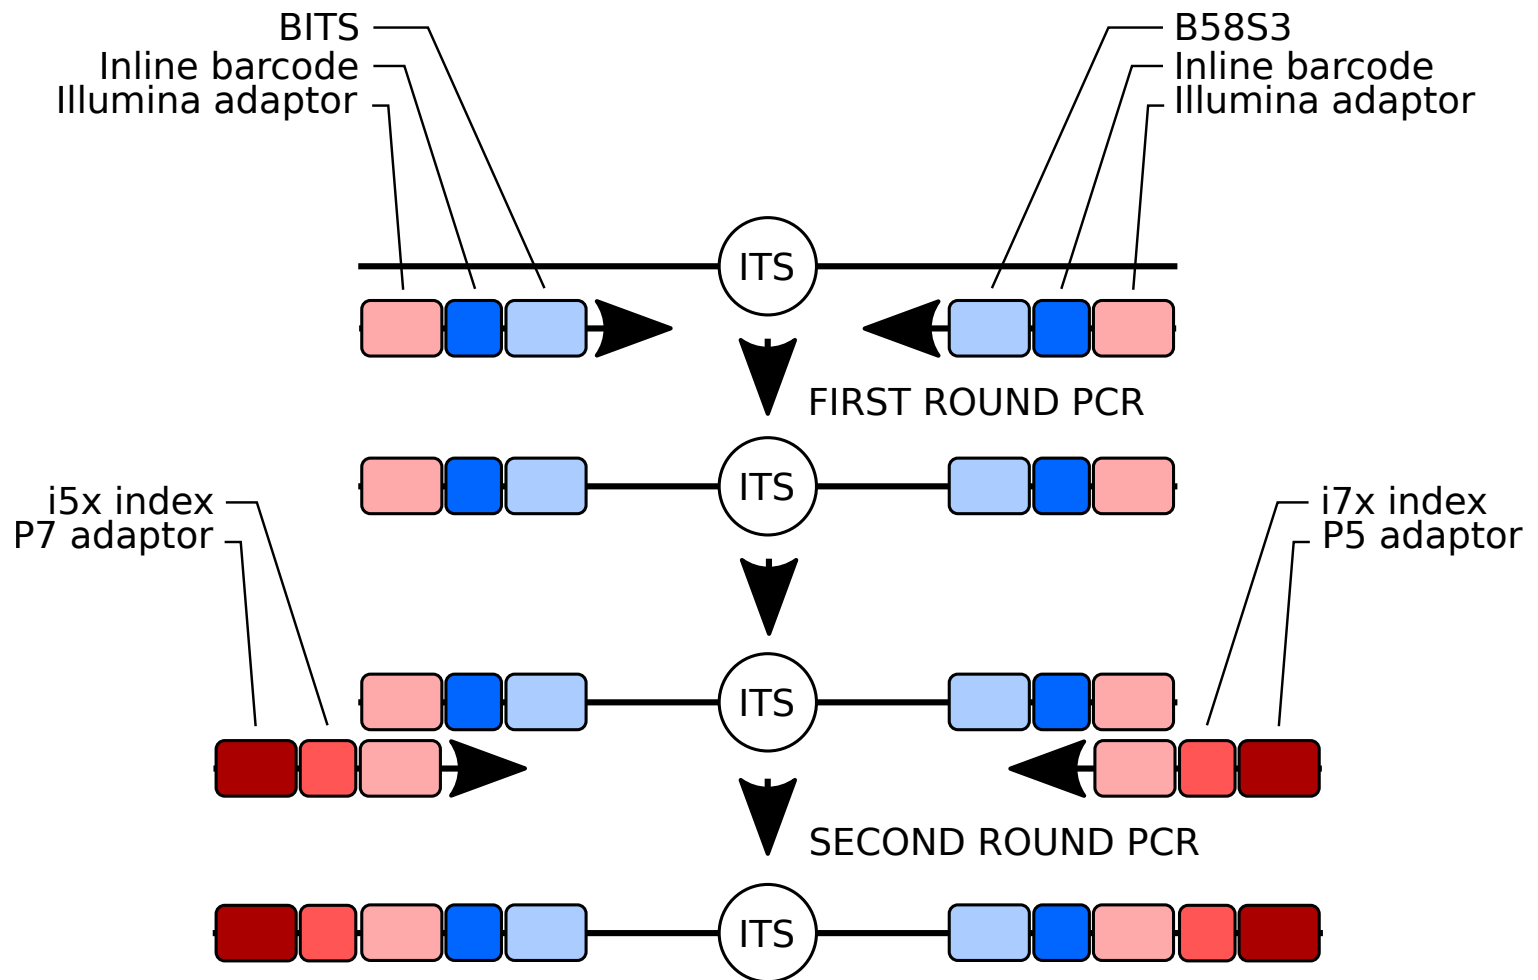 BITS
Inline barcode
Illumina adaptor
B58S3
Inline barcode
Illumina adaptor
ITS
FIRST ROUND PCR
ITS
i5x index
P7 adaptor
i7x index
P5 adaptor
ITS
SECOND ROUND PCR
ITS